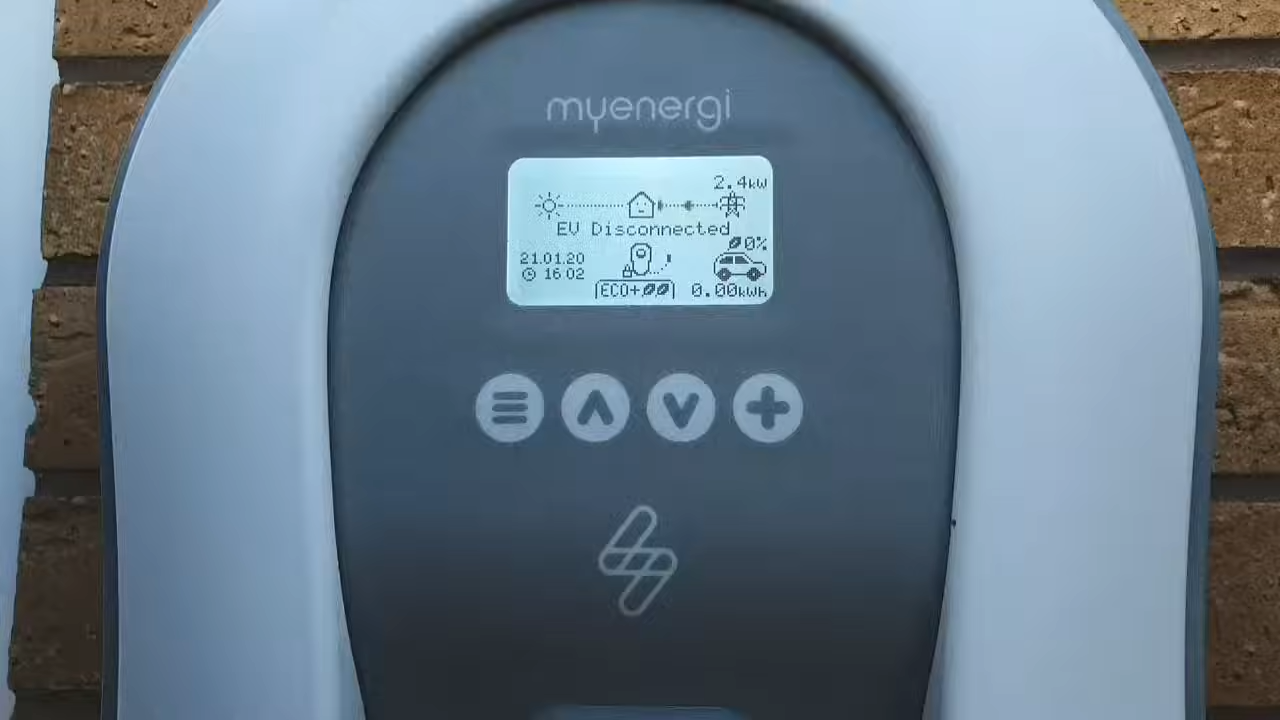 myenergi
2.4kW
EV Disconnected
0%
21.01.20
16 02
ECO+
0.00kWh